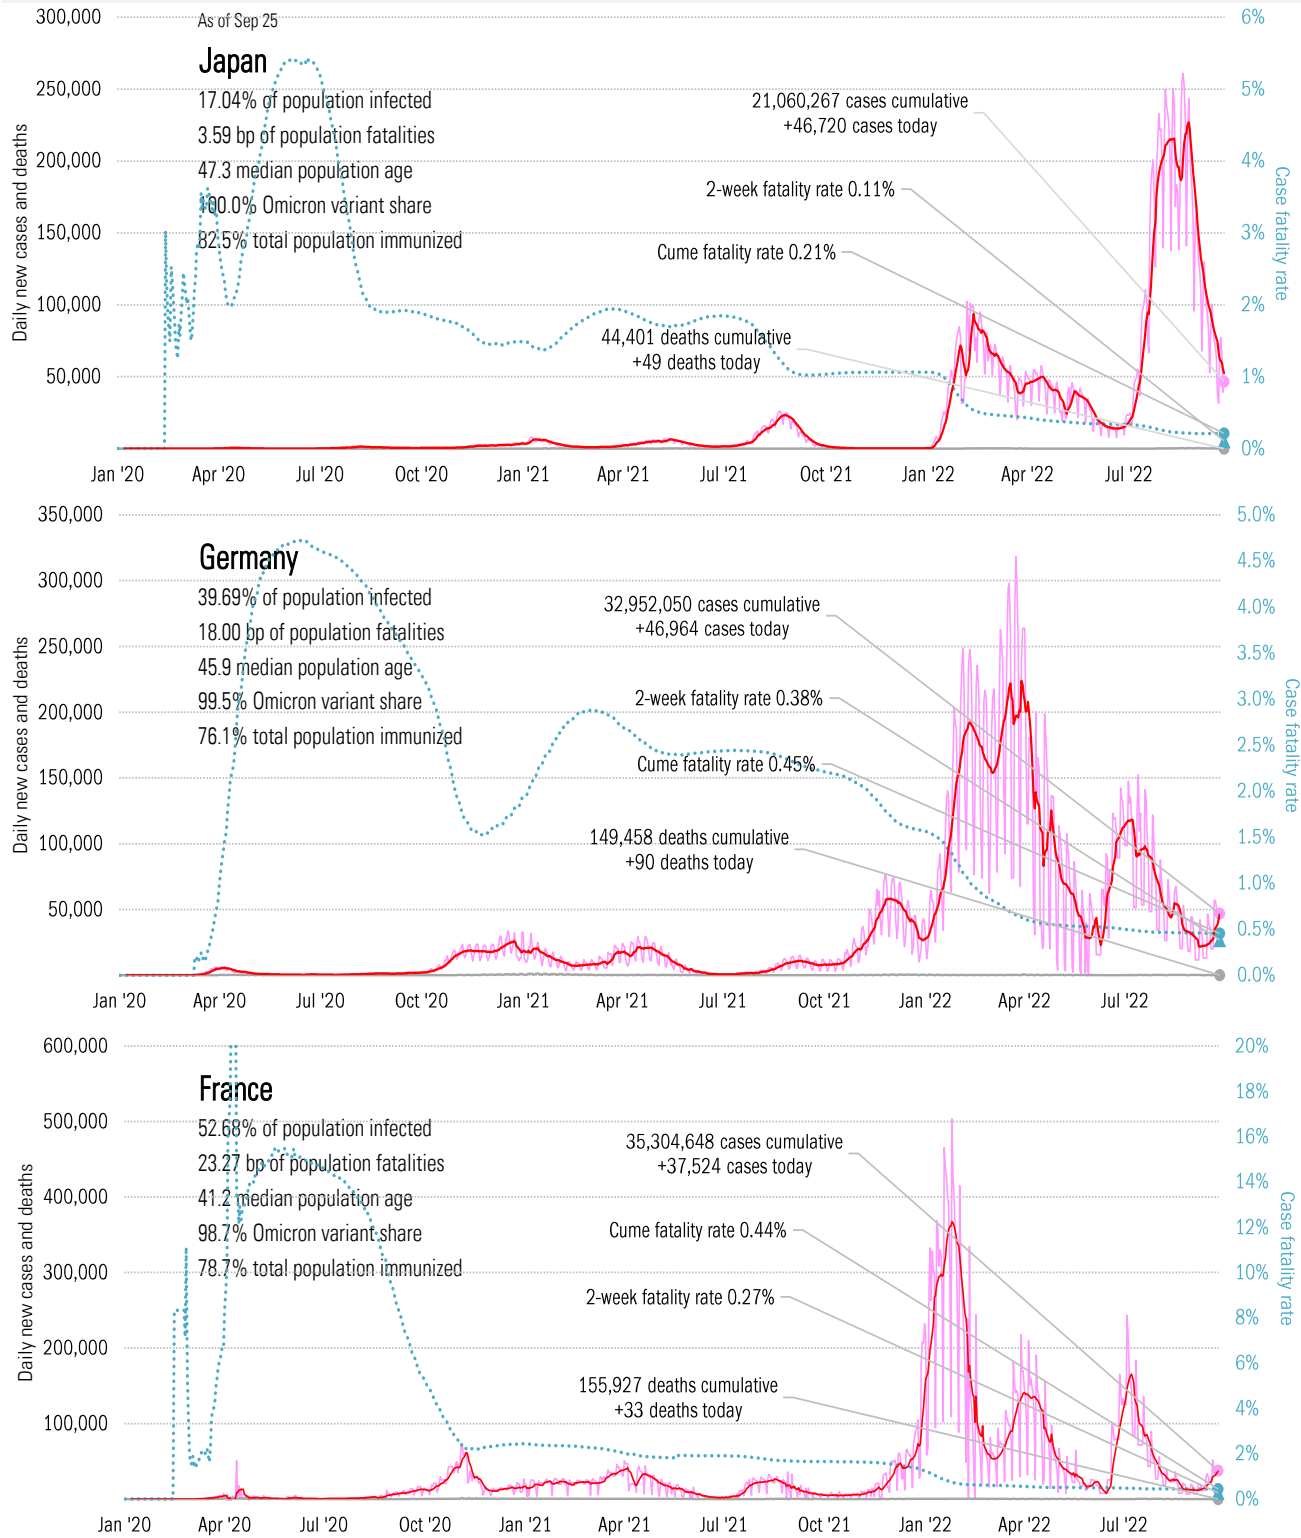 As of Sep 25
Japan
17.04% of population infected
3.59 bp of population fatalities
47.3 median population age
100.0% Omicron variant share
82.5% total population immunized
Daily new cases and deaths
300,000
250,000
200,000
150,000
100,000
50,000
21,060,267 cases cumulative
+46,720 cases today
2-week fatality rate 0.11%
Cume fatality rate 0.21%
44,401 deaths cumulative
+49 deaths today
6%
5%
4%
3%
2%
1%
0%
Case fatality rate
Jan '20 Apr '20 Jul '20 Oct '20 Jan '21 Apr '21 Jul '21 Oct '21 Jan '22 Apr '22 Jul '22
Germany
39.69% of population infected
18.00 bp of population fatalities
45.9 median population age
99.5% Omicron variant share
76.1% total population immunized
Daily new cases and deaths
350,000
300,000
250,000
200,000
150,000
100,000
50,000
32,952,050 cases cumulative
+46,964 cases today
2-week fatality rate 0.38%
Cume fatality rate 0.45%
149,458 deaths cumulative
+90 deaths today
5.0%
4.5%
4.0%
3.5%
3.0%
2.5%
2.0%
1.5%
1.0%
0.5%
0.0%
Case fatality rate
Jan '20 Apr '20 Jul '20 Oct '20 Jan '21 Apr '21 Jul '21 Oct '21 Jan '22 Apr '22 Jul '22
France
52.68% of population infected
23.27 bp of population fatalities
41.2 median population age
98.7% Omicron variant share
78.7% total population immunized
Daily new cases and deaths
600,000
500,000
400,000
300,000
200,000
100,000
35,304,648 cases cumulative
+37,524 cases today
Cume fatality rate 0.44%
2-week fatality rate 0.27%
155,927 deaths cumulative
+33 deaths today
20%
18%
16%
14%
12%
10%
8%
6%
4%
2%
0%
Case fatality rate
Jan '20 Apr '20 Jul '20 Oct '20 Jan '21 Apr '21 Jul '21 Oct '21 Jan '22 Apr '22 Jul '22